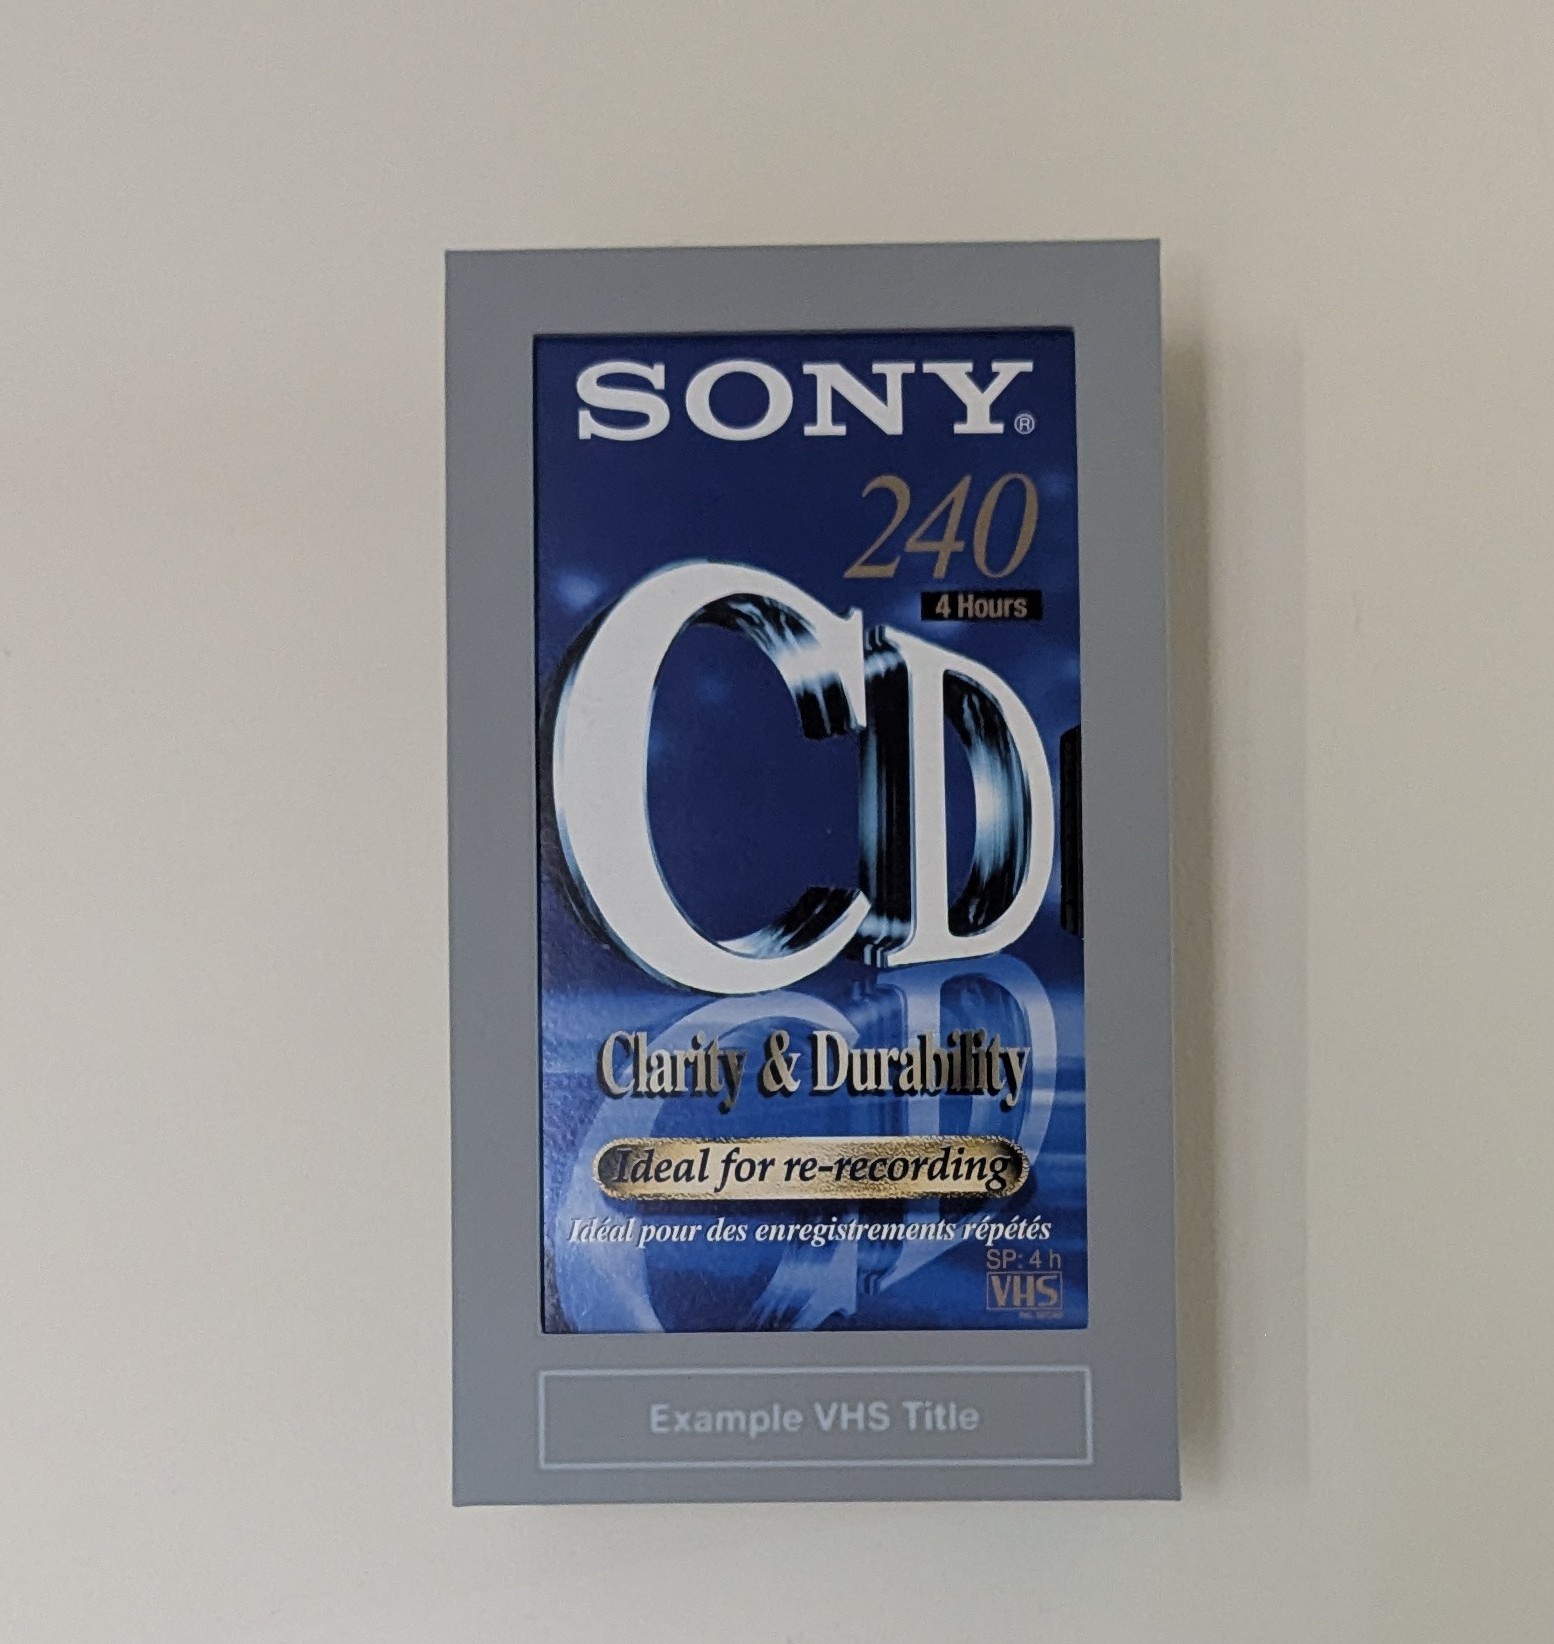 SONY®
240
4 Hours
CD
Clarity & Durability
Ideal for re-recording
Idéal pour des enregistrements répétés
SP: 4 h
VHS
Example VHS Title